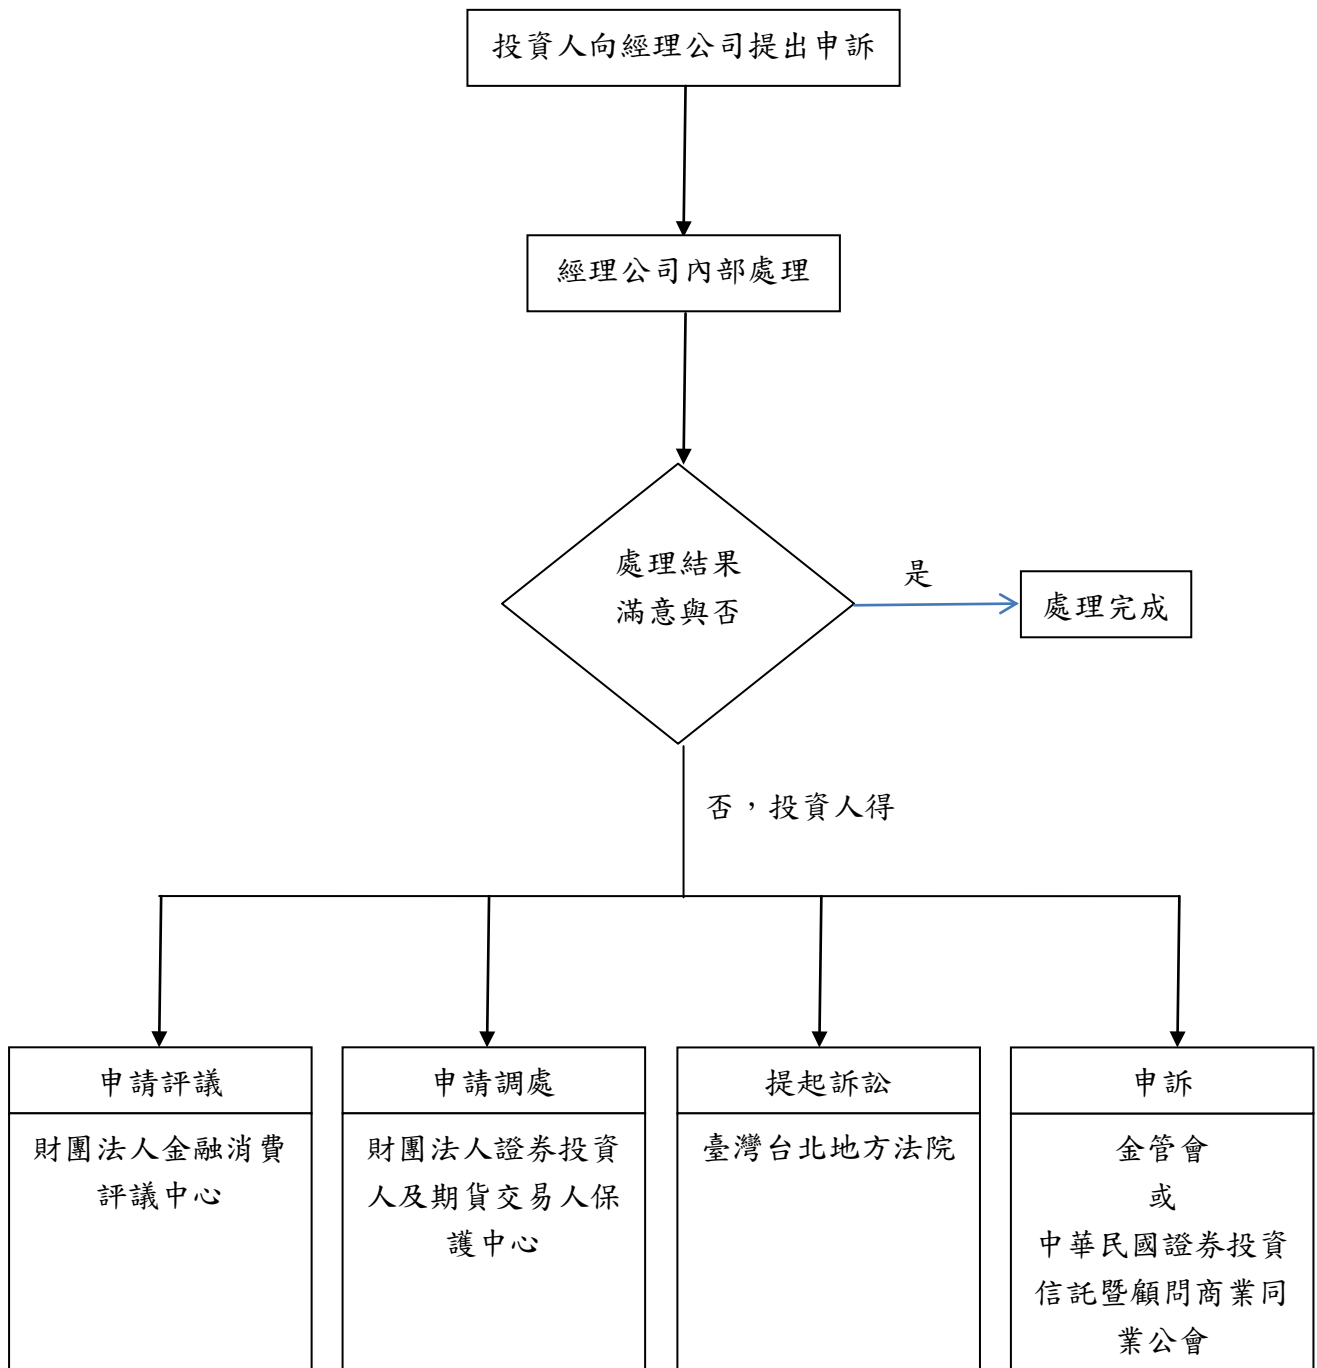 投資人向經理公司提出申訴
經理公司內部處理
處理結果
滿意與否
是
處理完成
否，投資人得
申請評議
財團法人金融消費
評議中心
申請調處
財團法人證券投資
人及期貨交易人保
護中心
提起訴訟
臺灣台北地方法院
申訴
金管會
或
中華民國證券投資
信託暨顧問商業同
業公會